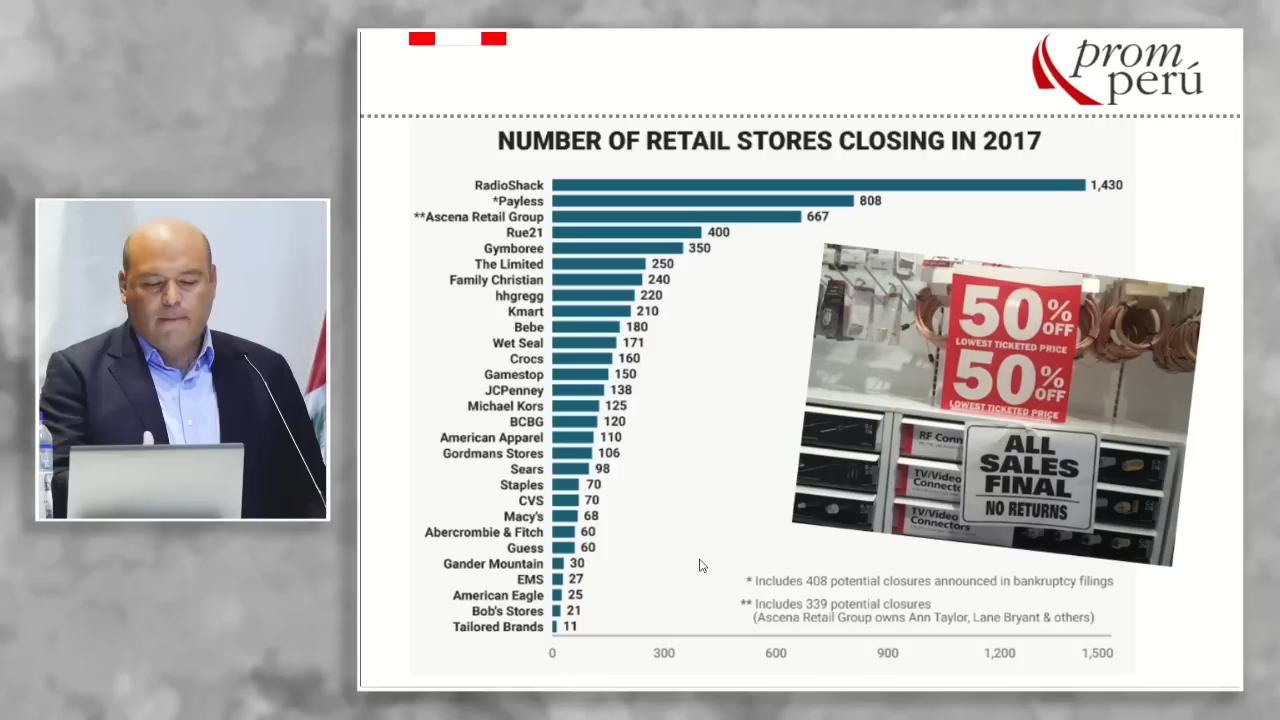 prom
perú
NUMBER OF RETAIL STORES CLOSING IN 2017
RadioShack 1,430
*Payless 808
**Ascena Retail Group 667
Rue21 400
Gymboree 350
The Limited 250
Family Christian 240
hhgregg 220
Kmart 210
Bebe 180
Wet Seal 171
Crocs 160
Gamestop 150
JCPenney 138
Michael Kors 125
BCBG 120
American Apparel 110
Gordmans Stores 106
Sears 98
Staples 70
CVS 70
Macy's 68
Abercrombie & Fitch 60
Guess 60
Gander Mountain 30
EMS 27
American Eagle 25
Bob's Stores 21
Tailored Brands 11
0 300 600 900 1,200 1,500
50% OFF
LOWEST TICKETED PRICE
50% OFF
LOWEST TICKETED PRICE
ALL
SALES
FINAL
NO RETURNS
RF Conn
TV/Video
Connecto
TV/Video
Connectors
* Includes 408 potential closures announced in bankruptcy filings
** Includes 339 potential closures
(Ascena Retail Group owns Ann Taylor, Lane Bryant & others)